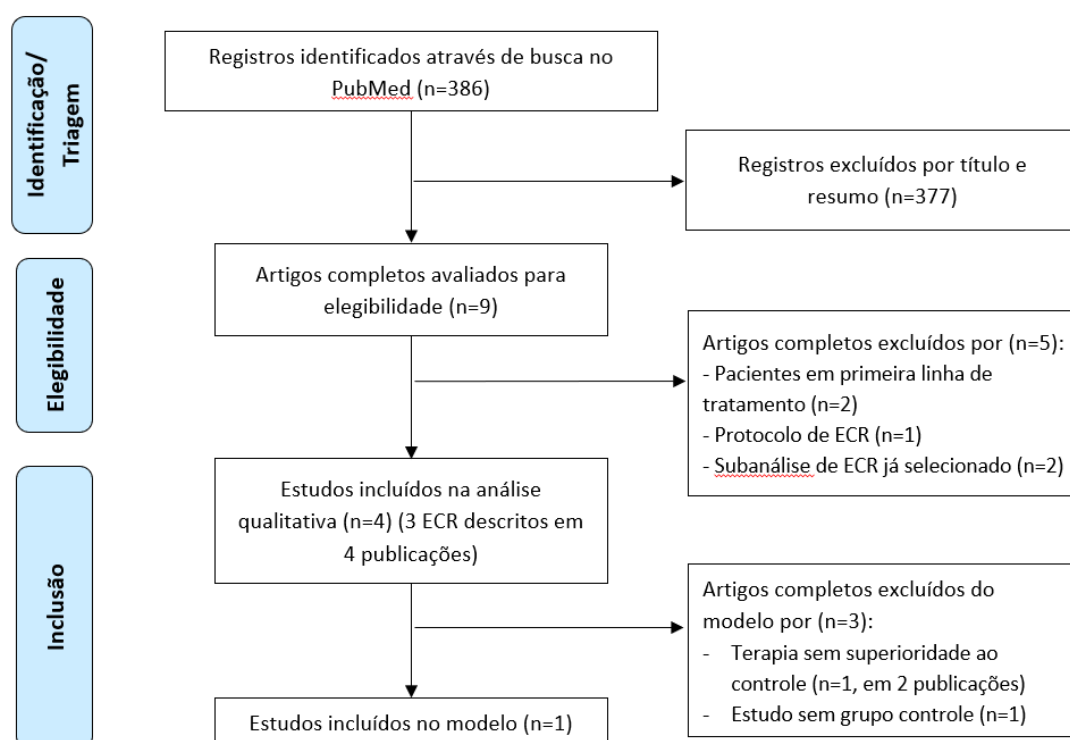 Identificação/
Triagem
Registros identificados através de busca no
PubMed (n=386)
Registros excluídos por título e
resumo (n=377)
Elegibilidade
Artigos completos avaliados para
elegibilidade (n=9)
Artigos completos excluídos por (n=5):
- Pacientes em primeira linha de
tratamento (n=2)
- Protocolo de ECR (n=1)
- Subanálise de ECR já selecionado (n=2)
Inclusão
Estudos incluídos na análise
qualitativa (n=4) (3 ECR descritos em
4 publicações)
Artigos completos excluídos do
modelo por (n=3):
- Terapia sem superioridade ao
controle (n=1, em 2 publicações)
- Estudo sem grupo controle (n=1)
Estudos incluídos no modelo (n=1)